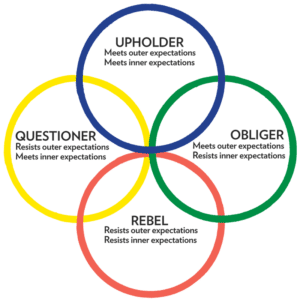 UPHOLDER
Meets outer expectations
Meets inner expectations
QUESTIONER
Resists outer expectations
Meets inner expectations
OBLIGER
Meets outer expectations
Resists inner expectations
REBEL
Resists outer expectations
Resists inner expectations